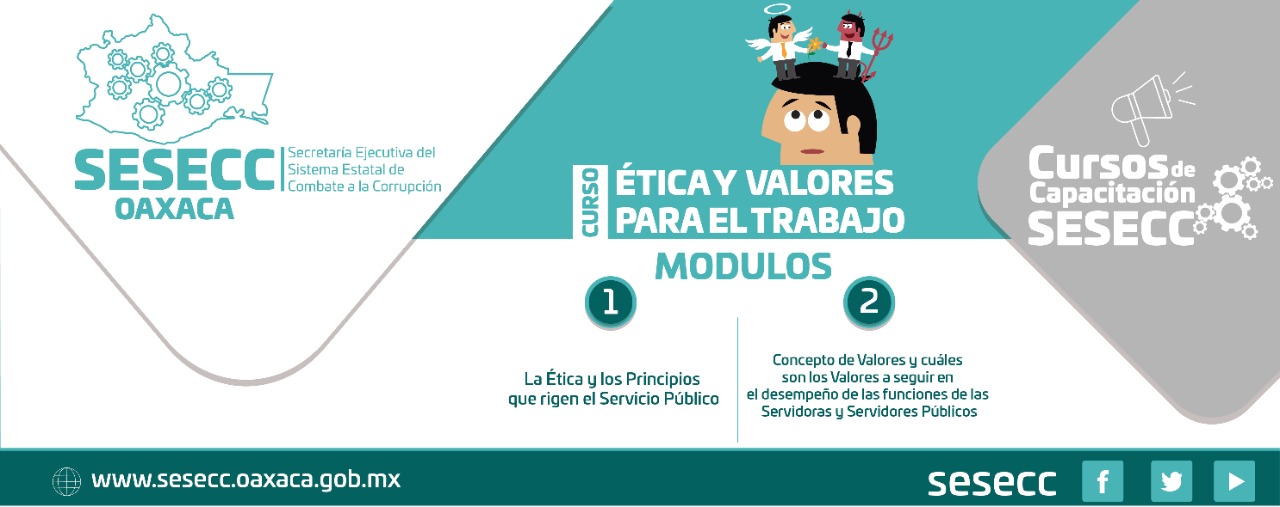 SESECC
OAXACA
Secretaría Ejecutiva del
Sistema Estatal de
Combate a la Corrupción
CURSO
ÉTICA Y VALORES
PARA EL TRABAJO
Cursos de
Capacitación
SESECC
MODULOS
1
La Ética y los Principios
que rigen el Servicio Público
2
Concepto de Valores y cuáles
son los Valores a seguir en
el desempeño de las funciones de las
Servidoras y Servidores Públicos
www.sesecc.oaxaca.gob.mx
sesecc
f